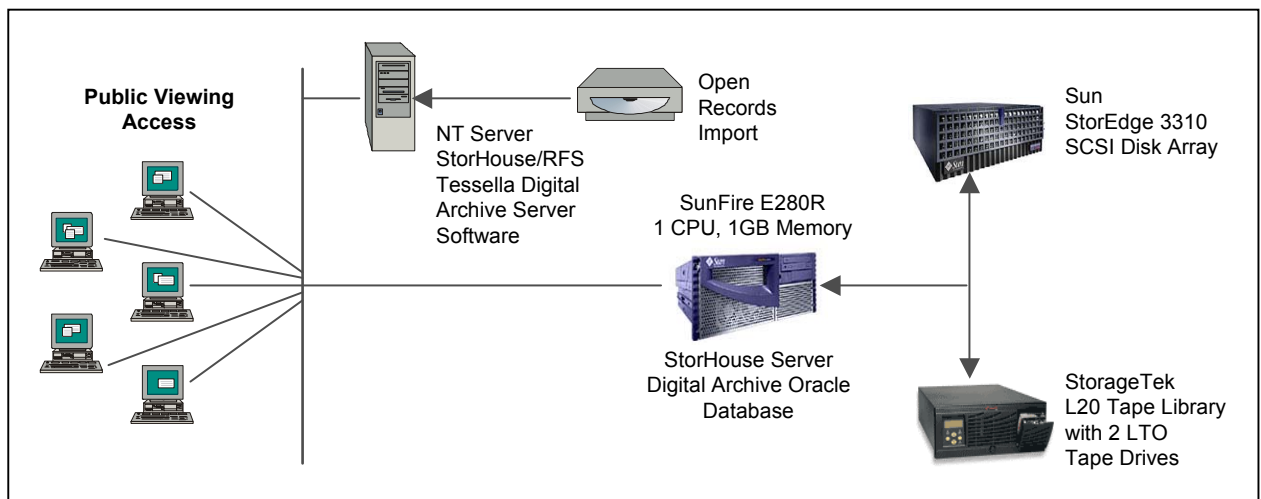 Public Viewing
Access
NT Server
StorHouse/RFS
Tessella Digital
Archive Server
Software
Open
Records
Import
Sun
StorEdge 3310
SCSI Disk Array
SunFire E280R
1 CPU, 1GB Memory
StorHouse Server
Digital Archive Oracle
Database
StorageTek
L20 Tape Library
with 2 LTO
Tape Drives